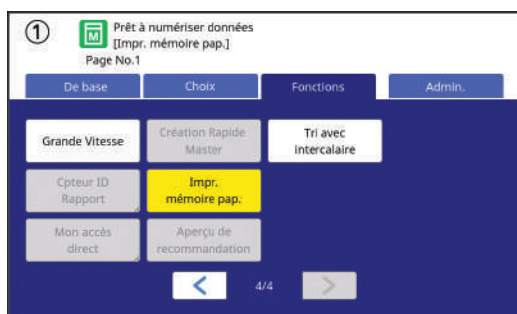 ①
Prêt à numériser données
[Impr. mémoire pap.]
Page No.1
De base
Choix
Fonctions
Admin.
Grande Vitesse
Création Rapide
Master
Tri avec
intercalaire
Cpteur ID
Rapport
Impr.
mémoire pap.
Mon accès
direct
Aperçu de
recommandation
4/4